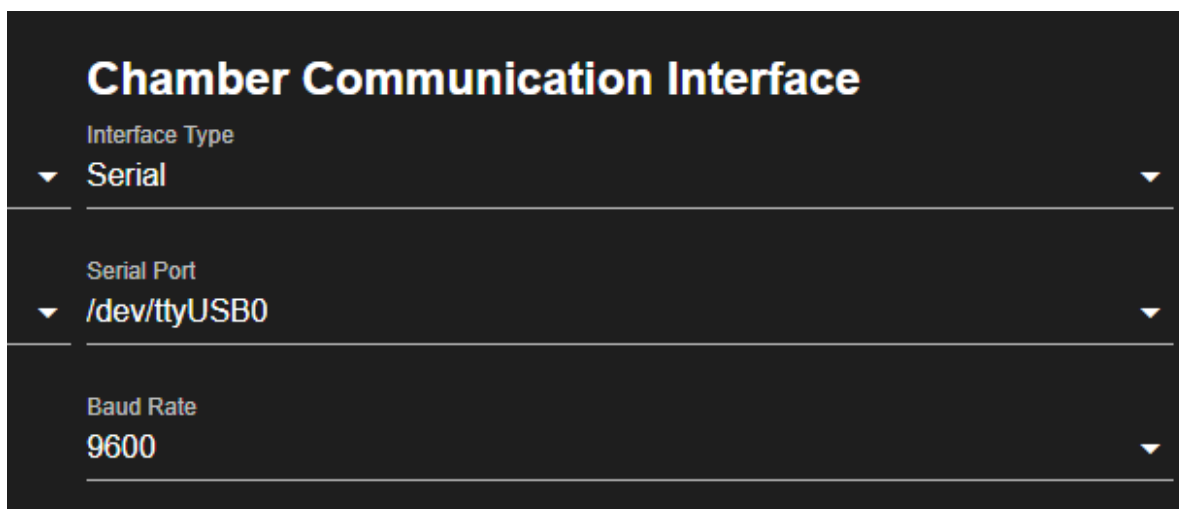 Chamber Communication Interface
Interface Type
Serial
Serial Port
/dev/ttyUSB0
Baud Rate
9600